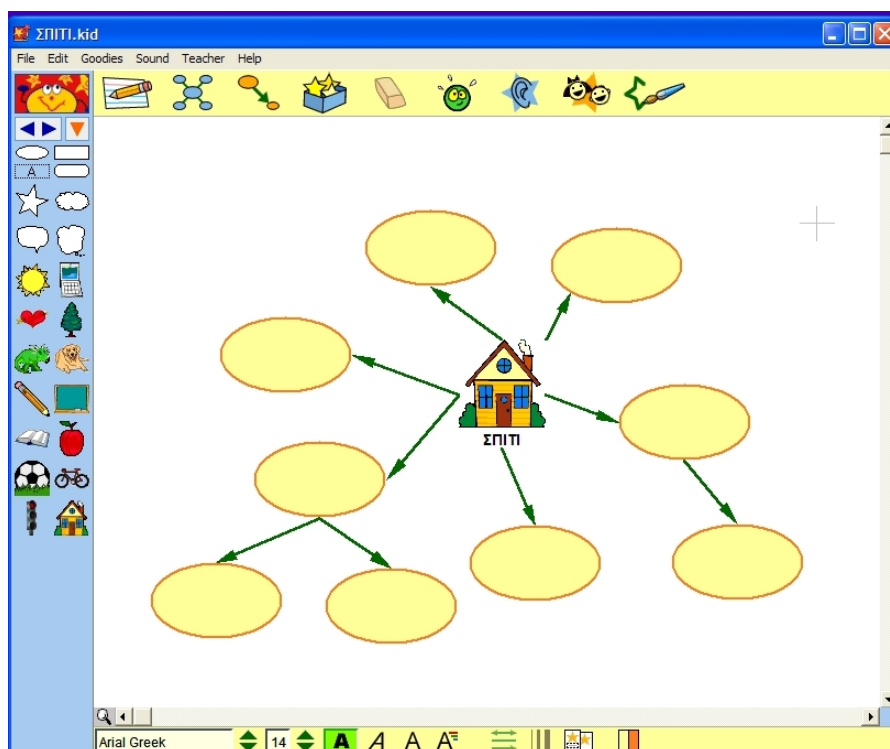 ΣΠΙΤΙ.kid
File Edit Goodies Sound Teacher Help
A
ΣΠΙΤΙ
Arial Greek 14 A A A A